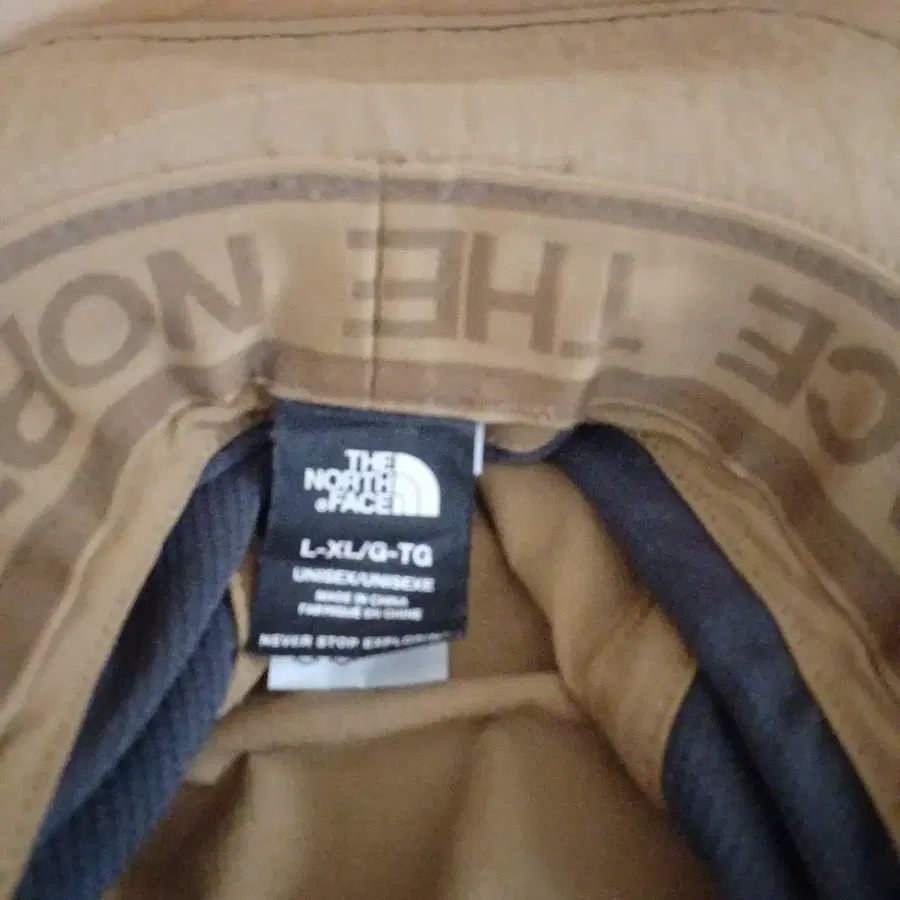 NOR
THE
CE
THE
NORTH
FACE
L-XL/G-TG
UNISEX/UNISEXE
MADE IN CHINA
FABRIQUÉ EN CHINE
NEVER STOP EXPLORING